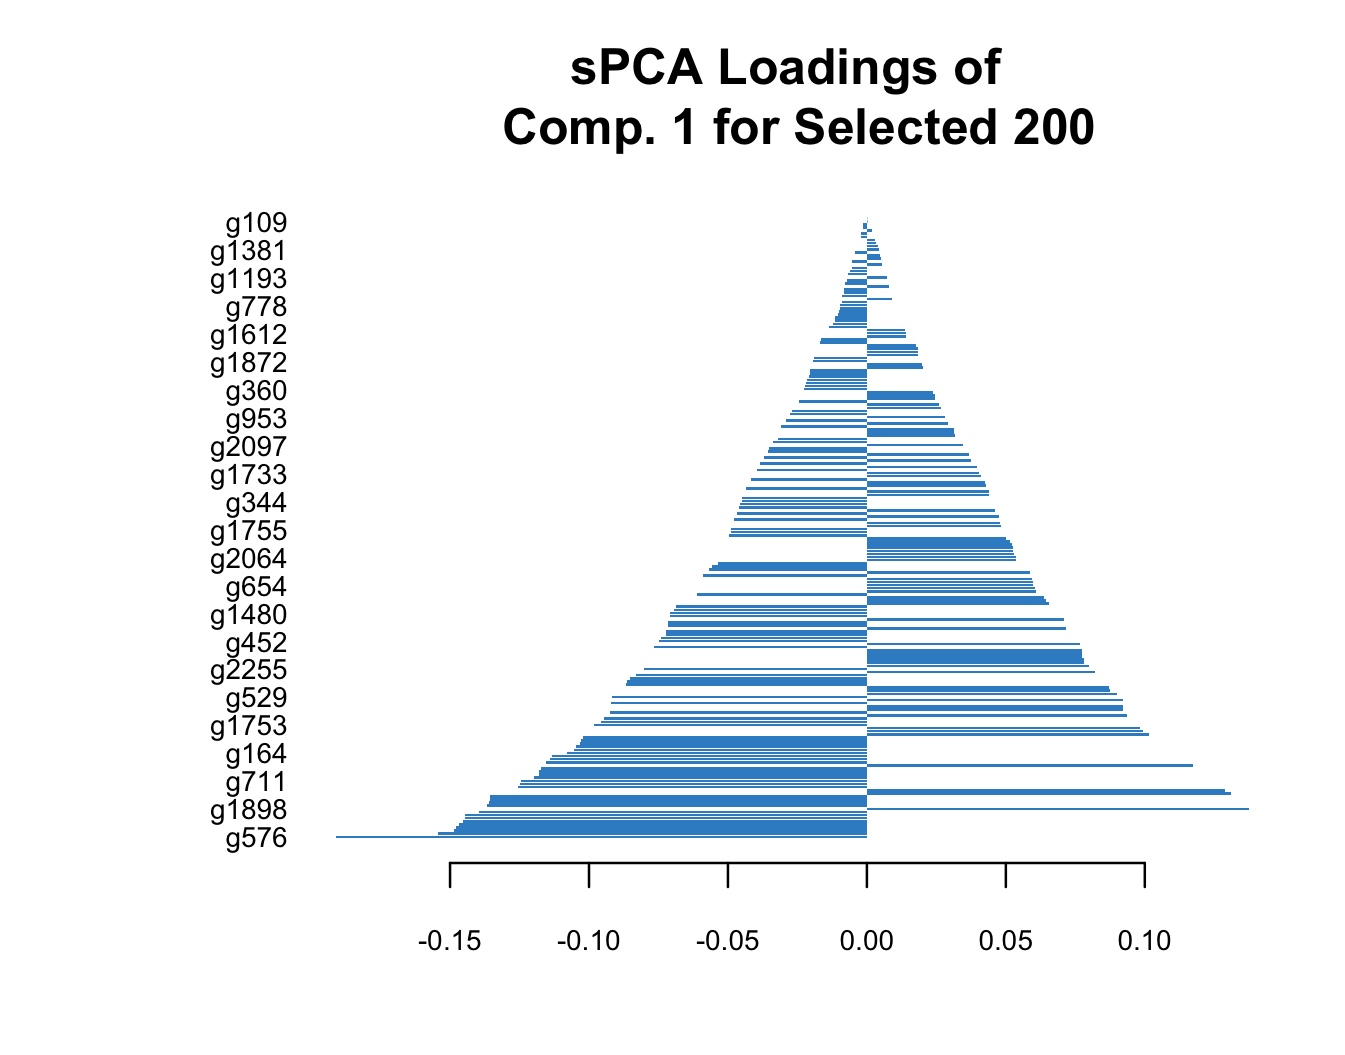 sPCA Loadings of
Comp. 1 for Selected 200
g109
g1381
g1193
g778
g1612
g1872
g360
g953
g2097
g1733
g344
g1755
g2064
g654
g1480
g452
g2255
g529
g1753
g164
g711
g1898
g576
-0.15 -0.10 -0.05 0.00 0.05 0.10